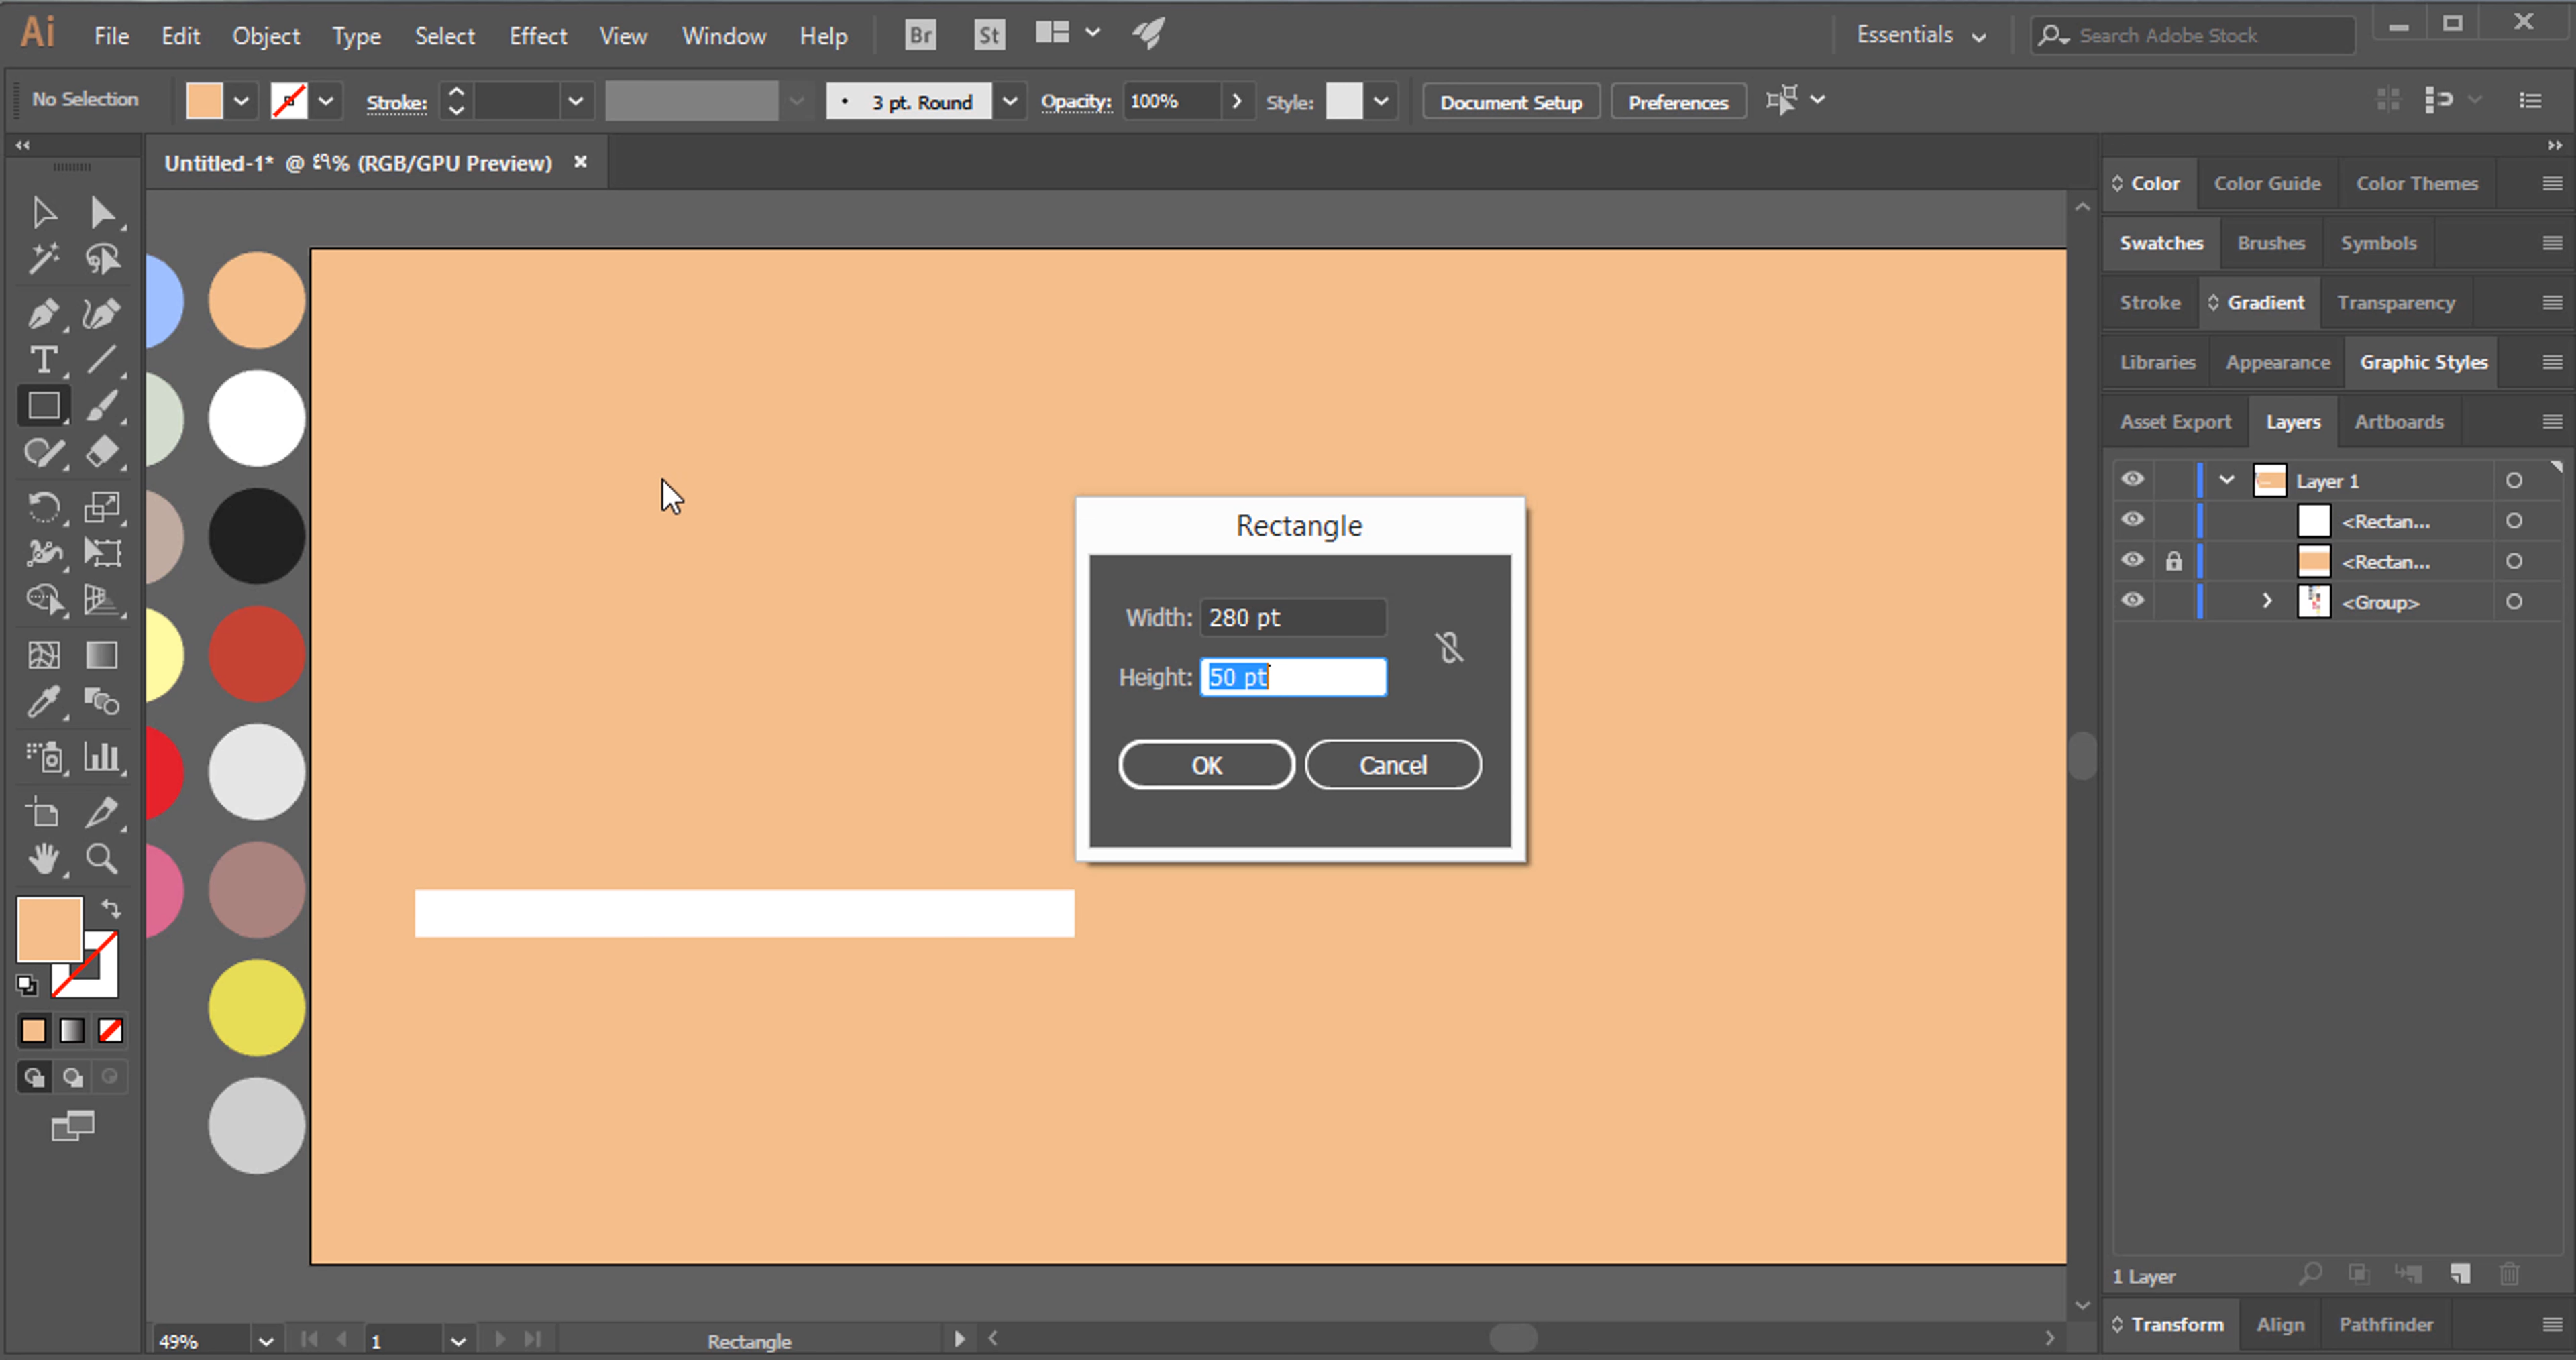 Ai File Edit Object Type Select Effect View Window Help Br St Essentials Search Adobe Stock
No Selection Stroke: 3 pt. Round Opacity: 100% Style: Document Setup Preferences
Untitled-1* @ ٤٩% (RGB/GPU Preview)
Color Color Guide Color Themes
Swatches Brushes Symbols
Stroke Gradient Transparency
Libraries Appearance Graphic Styles
Asset Export Layers Artboards
Layer 1
<Rectan...
<Rectan...
<Group>
Rectangle
Width: 280 pt
Height: 50 pt
OK Cancel
1 Layer
Transform Align Pathfinder
49% 1 Rectangle